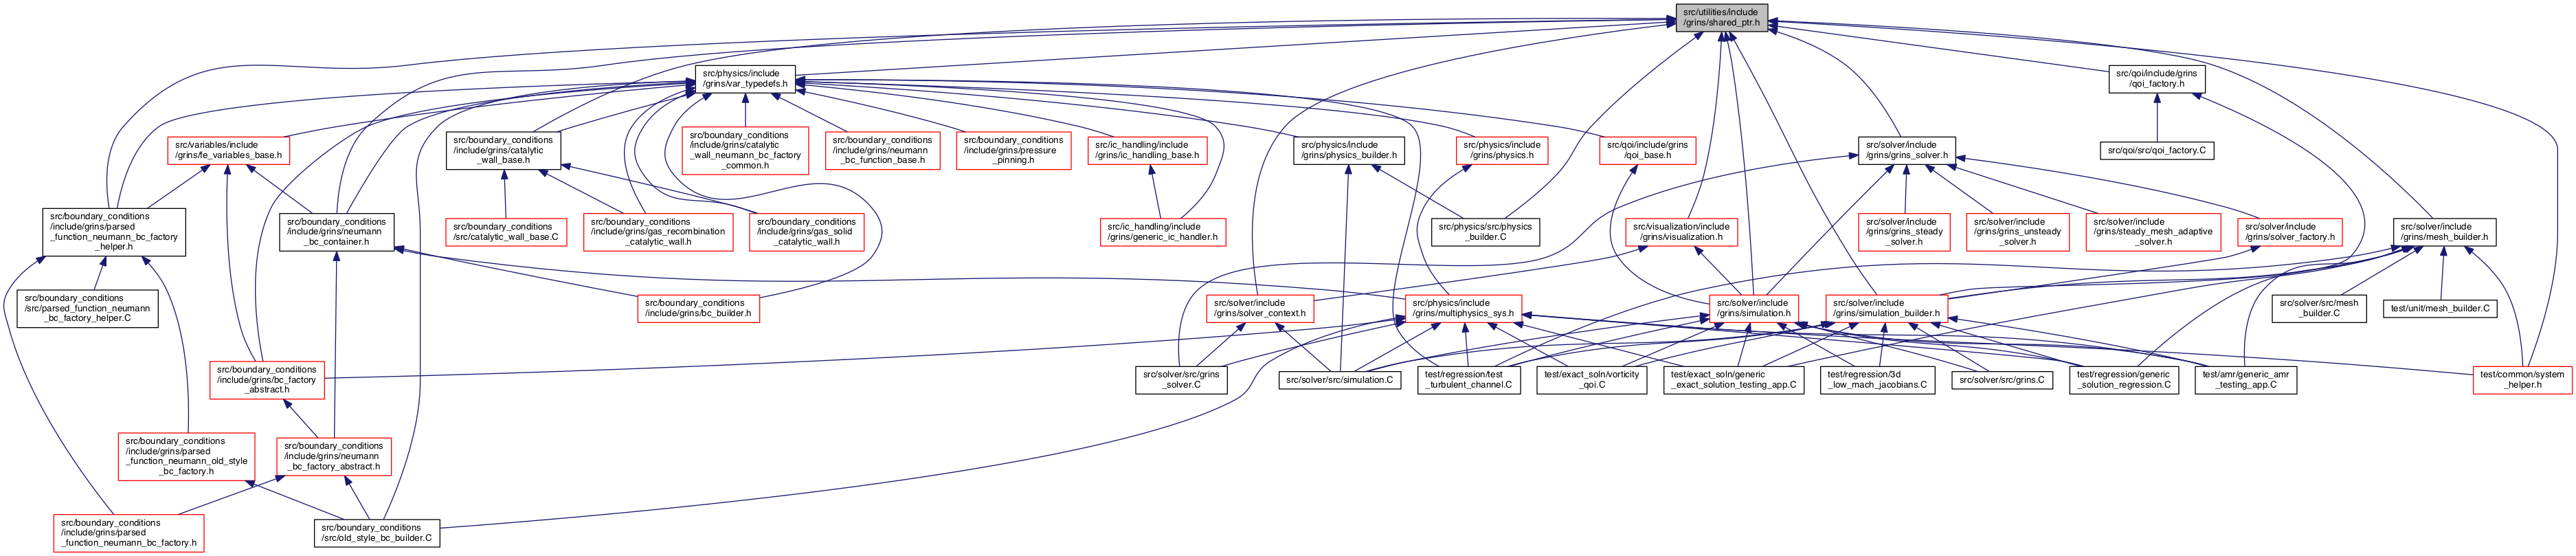 src/utilities/include
/grins/shared_ptr.h
src/physics/include
/grins/var_typedefs.h
src/qoi/include/grins
/qoi_factory.h
src/variables/include
/grins/fe_variables_base.h
src/boundary_conditions
/include/grins/catalytic
_wall_base.h
src/boundary_conditions
/include/grins/catalytic
_wall_neumann_bc_factory
_common.h
src/boundary_conditions
/include/grins/neumann
_bc_function_base.h
src/boundary_conditions
/include/grins/pressure
_pinning.h
src/ic_handling/include
/grins/ic_handling_base.h
src/physics/include
/grins/physics_builder.h
src/physics/include
/grins/physics.h
src/qoi/include/grins
/qoi_base.h
src/solver/include
/grins/grins_solver.h
src/qoi/src/qoi_factory.C
src/boundary_conditions
/include/grins/parsed
_function_neumann_bc_factory
_helper.h
src/boundary_conditions
/include/grins/neumann
_bc_container.h
src/boundary_conditions
/src/catalytic_wall_base.C
src/boundary_conditions
/include/grins/gas_recombination
_catalytic_wall.h
src/boundary_conditions
/include/grins/gas_solid
_catalytic_wall.h
src/ic_handling/include
/grins/generic_ic_handler.h
src/physics/src/physics
_builder.C
src/visualization/include
/grins/visualization.h
src/solver/include
/grins/grins_steady
_solver.h
src/solver/include
/grins/grins_unsteady
_solver.h
src/solver/include
/grins/steady_mesh_adaptive
_solver.h
src/solver/include
/grins/solver_factory.h
src/solver/include
/grins/mesh_builder.h
src/boundary_conditions
/src/parsed_function_neumann
_bc_factory_helper.C
src/boundary_conditions
/include/grins/bc_builder.h
src/solver/include
/grins/solver_context.h
src/physics/include
/grins/multiphysics_sys.h
src/solver/include
/grins/simulation.h
src/solver/include
/grins/simulation_builder.h
src/solver/src/mesh
_builder.C
test/unit/mesh_builder.C
src/boundary_conditions
/include/grins/bc_factory
_abstract.h
src/solver/src/grins
_solver.C
src/solver/src/simulation.C
test/regression/test
_turbulent_channel.C
test/exact_soln/vorticity
_qoi.C
test/exact_soln/generic
_exact_solution_testing_app.C
test/regression/3d
_low_mach_jacobians.C
src/solver/src/grins.C
test/regression/generic
_solution_regression.C
test/amr/generic_amr
_testing_app.C
test/common/system
_helper.h
src/boundary_conditions
/include/grins/parsed
_function_neumann_old_style
_bc_factory.h
src/boundary_conditions
/include/grins/neumann
_bc_factory_abstract.h
src/boundary_conditions
/include/grins/parsed
_function_neumann_bc_factory.h
src/boundary_conditions
/src/old_style_bc_builder.C